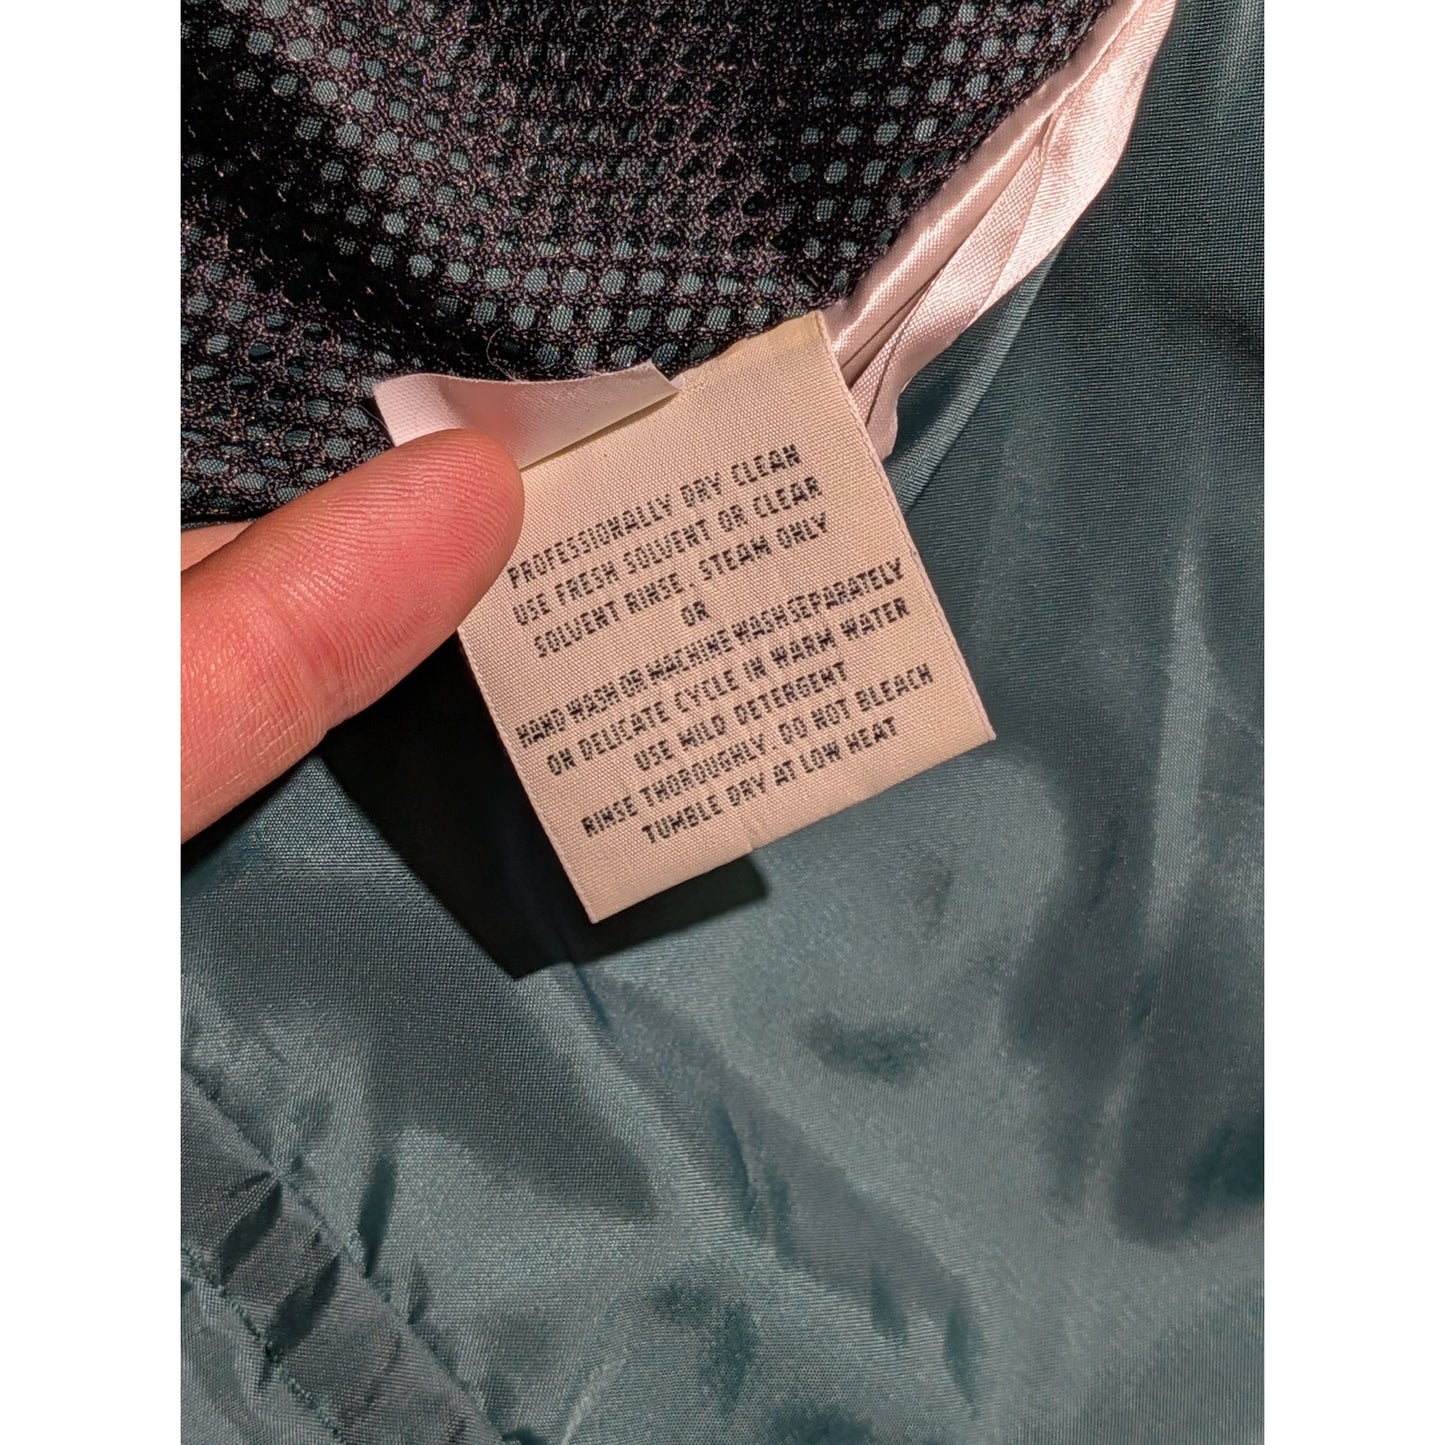 PROFESSIONALLY DRY CLEAN
USE FRESH SOLVENT OR CLEAR
SOLVENT RINSE. STEAM ONLY
OR
HAND WASH OR MACHINE WASH SEPARATELY
ON DELICATE CYCLE IN WARM WATER
USE MILD DETERGENT
RINSE THOROUGHLY. DO NOT BLEACH
TUMBLE DRY AT LOW HEAT